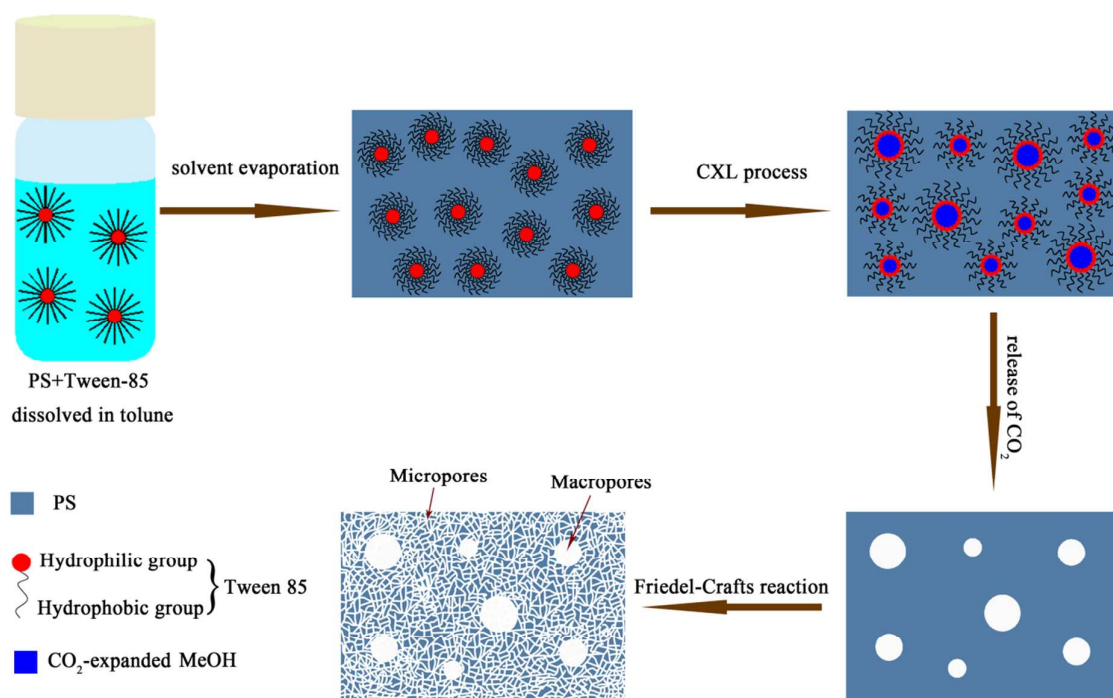 solvent evaporation
CXL process
PS+Tween-85
dissolved in tolune
release of CO₂
Micropores
Macropores
Friedel-Crafts reaction
PS
Hydrophilic group
Hydrophobic group
Tween 85
CO₂-expanded MeOH